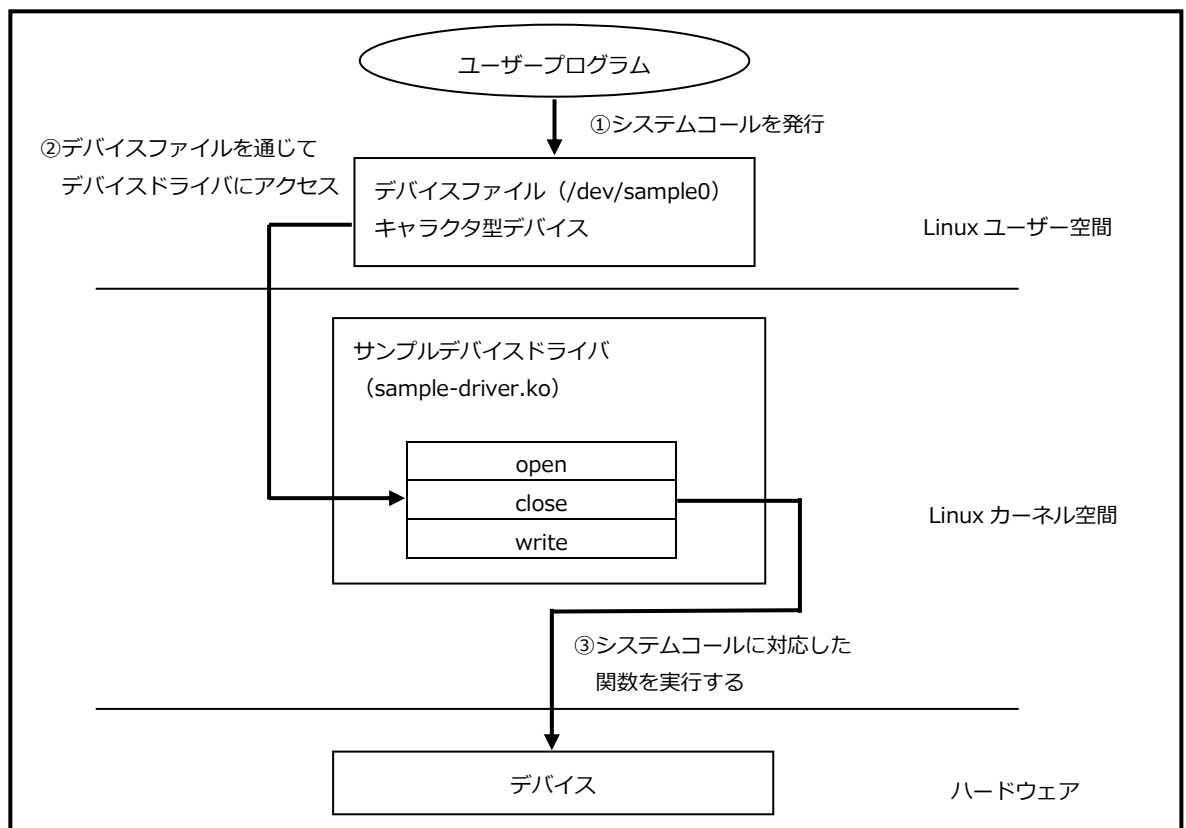 ユーザープログラム
①システムコールを発行
②デバイスファイルを通じて
デバイスドライバにアクセス
デバイスファイル（/dev/sample0）
キャラクタ型デバイス
Linux ユーザー空間
サンプルデバイスドライバ
（sample-driver.ko）
open
close
write
Linux カーネル空間
③システムコールに対応した
関数を実行する
デバイス
ハードウェア